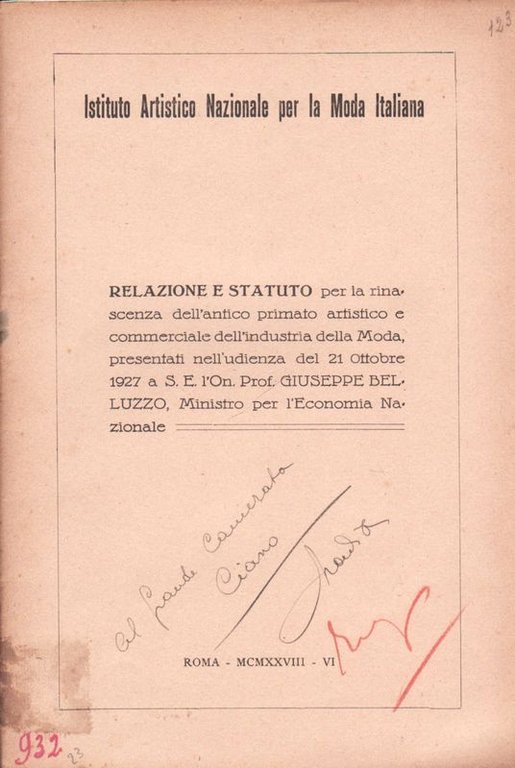 123
Istituto Artistico Nazionale per la Moda Italiana
RELAZIONE E STATUTO per la rina-
scenza dell'antico primato artistico e
commerciale dell'industria della Moda,
presentati nell'udienza del 21 Ottobre
1927 a S. E. l'On. Prof. GIUSEPPE BEL-
LUZZO, Ministro per l'Economia Na-
zionale
al grande Camerata
Ciano
ROMA - MCMXXVIII - VI
932
23